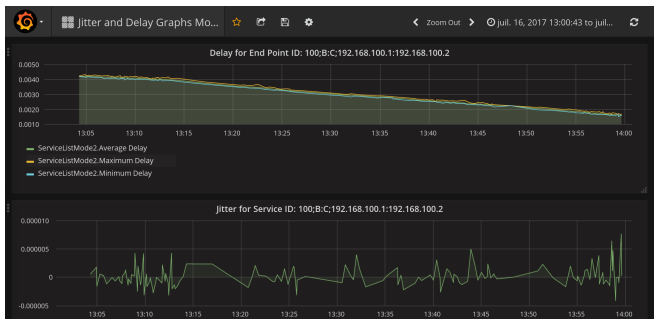 Jitter and Delay Graphs Mo...
Zoom Out
juil. 16, 2017 13:00:43 to juil...
Delay for End Point ID: 100;B:C;192.168.100.1:192.168.100.2
0.0050
0.0040
0.0030
0.0020
0.0010
13:05 13:10 13:15 13:20 13:25 13:30 13:35 13:40 13:45 13:50 13:55 14:00
ServiceListMode2.Average Delay
ServiceListMode2.Maximum Delay
ServiceListMode2.Minimum Delay
Jitter for Service ID: 100;B:C;192.168.100.1:192.168.100.2
0.000010
0.000005
0
-0.000005
13:05 13:10 13:15 13:20 13:25 13:30 13:35 13:40 13:45 13:50 13:55 14:00